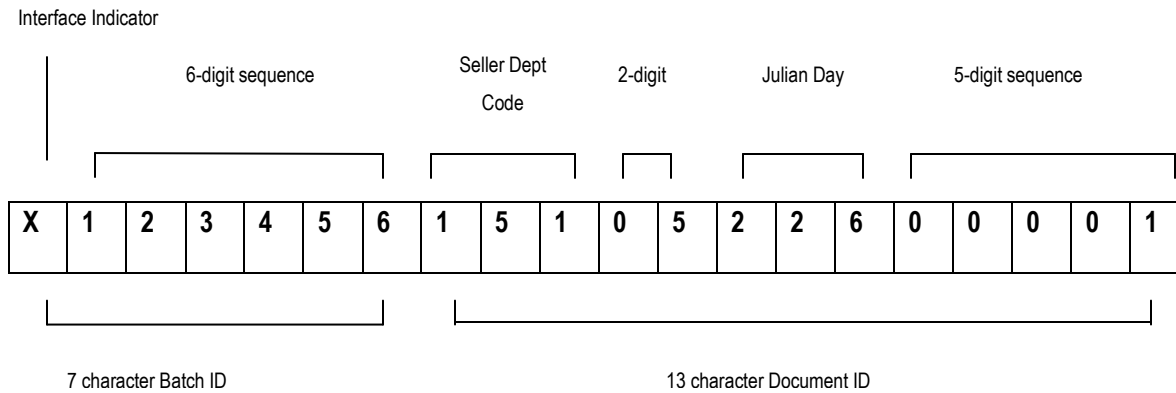 Interface Indicator
6-digit sequence
Seller Dept
Code
2-digit
Julian Day
5-digit sequence
X 1 2 3 4 5 6 1 5 1 0 5 2 2 6 0 0 0 0 1
7 character Batch ID
13 character Document ID